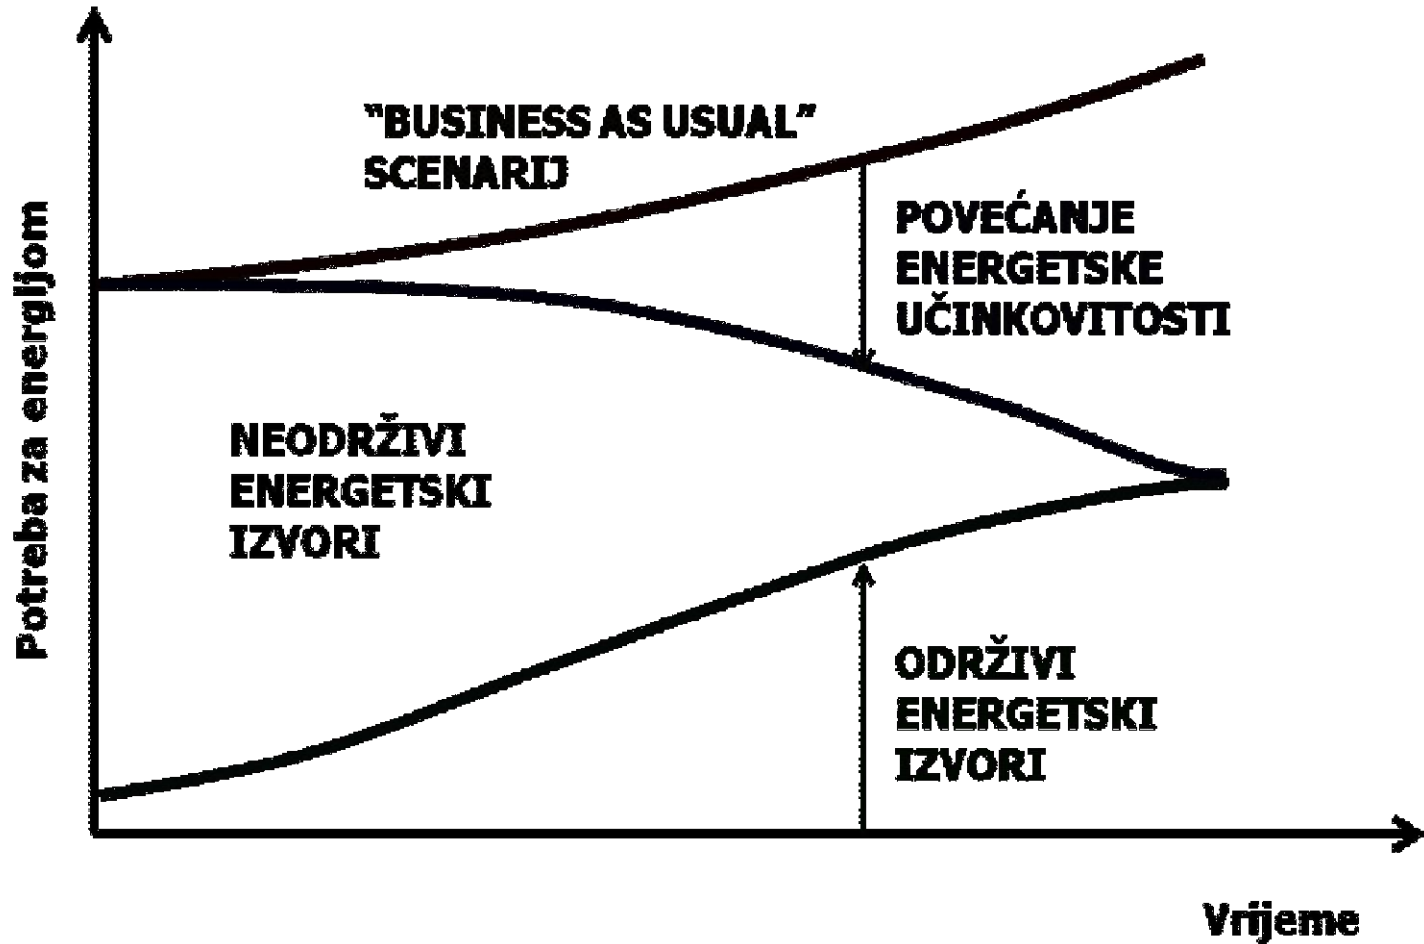 "BUSINESS AS USUAL"
SCENARIJ
POVEĆANJE
ENERGETSKE
UČINKOVITOSTI
Potreba za energijom
NEODRŽIVI
ENERGETSKI
IZVORI
ODRŽIVI
ENERGETSKI
IZVORI
Vrijeme